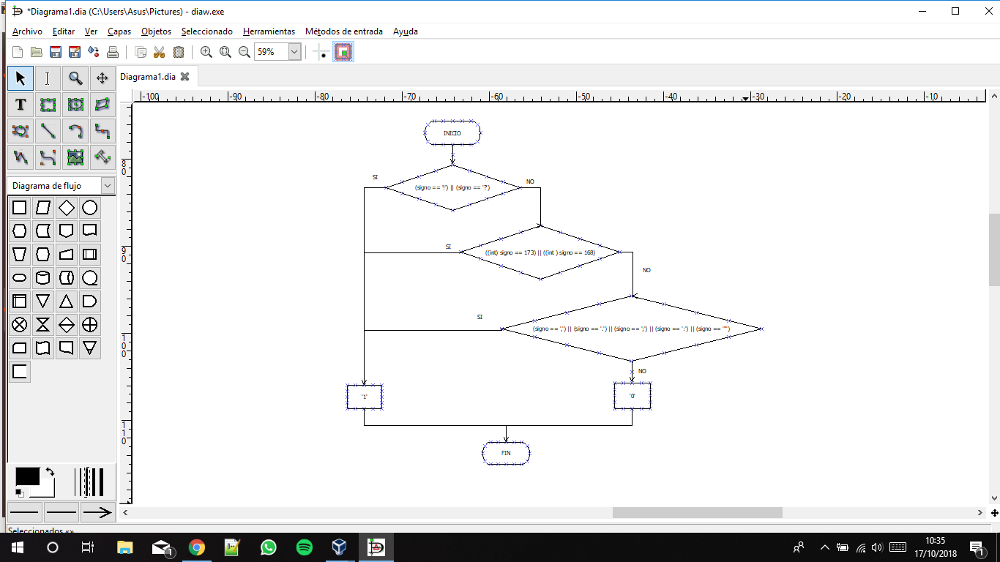 *Diagrama1.dia (C:\Users\Asus\Pictures) - diaw.exe
Archivo Editar Ver Capas Objetos Seleccionado Herramientas Métodos de entrada Ayuda
59%
Diagrama1.dia
-100 -90 -80 -70 -60 -50 -40 -30 -20 -10
INICIO
80
SI
NO
(signo == '!') || (signo == '?')
SI
90
((int) signo == 173) || ((int ) signo == 168)
NO
SI
(signo == ',') || (signo == '.') || (signo == ';') || (signo == ':') || (signo == '"')
100
NO
'1'
'0'
110
FIN
T
Diagrama de flujo
Seleccionados «»
1
10:35
17/10/2018
1